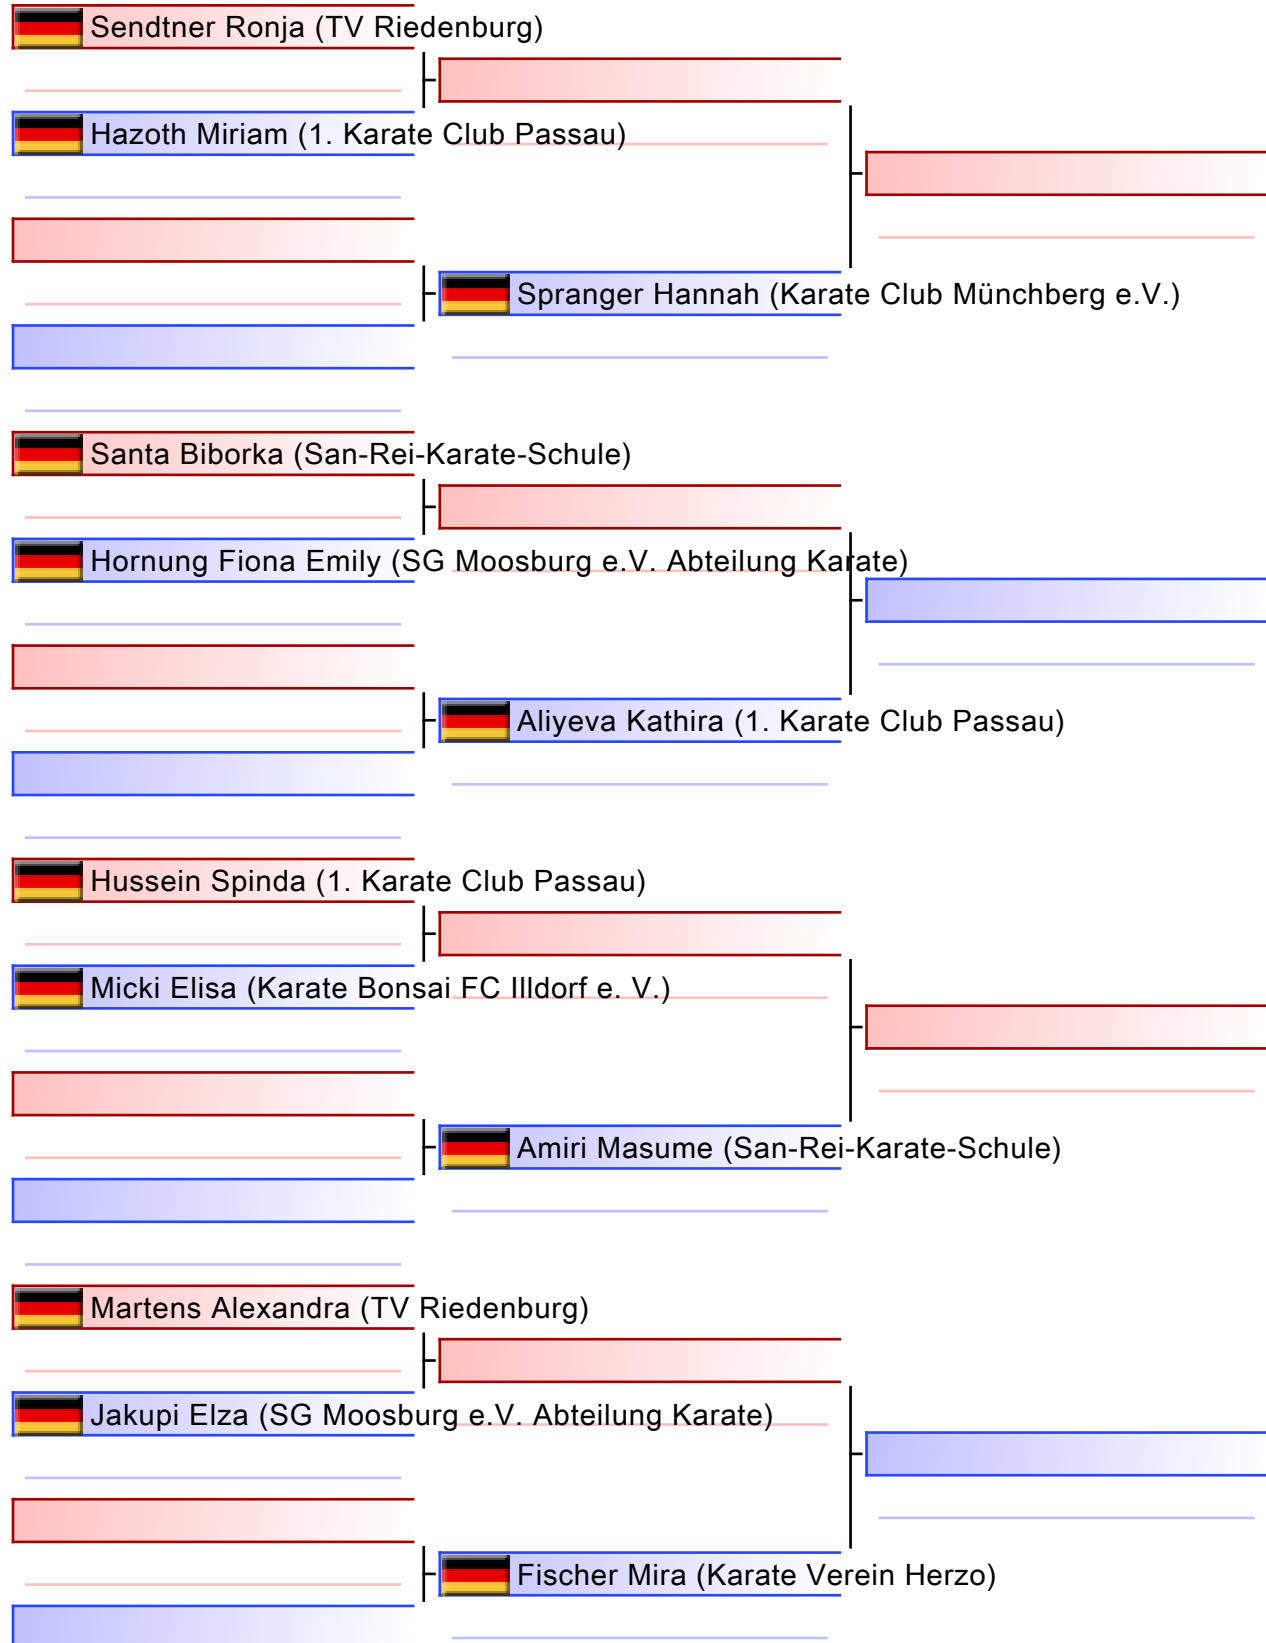 Sendtner Ronja (TV Riedenburg)
Hazoth Miriam (1. Karate Club Passau)
Spranger Hannah (Karate Club Münchberg e.V.)
Santa Biborka (San-Rei-Karate-Schule)
Hornung Fiona Emily (SG Moosburg e.V. Abteilung Karate)
Aliyeva Kathira (1. Karate Club Passau)
Hussein Spinda (1. Karate Club Passau)
Micki Elisa (Karate Bonsai FC Illdorf e. V.)
Amiri Masume (San-Rei-Karate-Schule)
Martens Alexandra (TV Riedenburg)
Jakupi Elza (SG Moosburg e.V. Abteilung Karate)
Fischer Mira (Karate Verein Herzo)